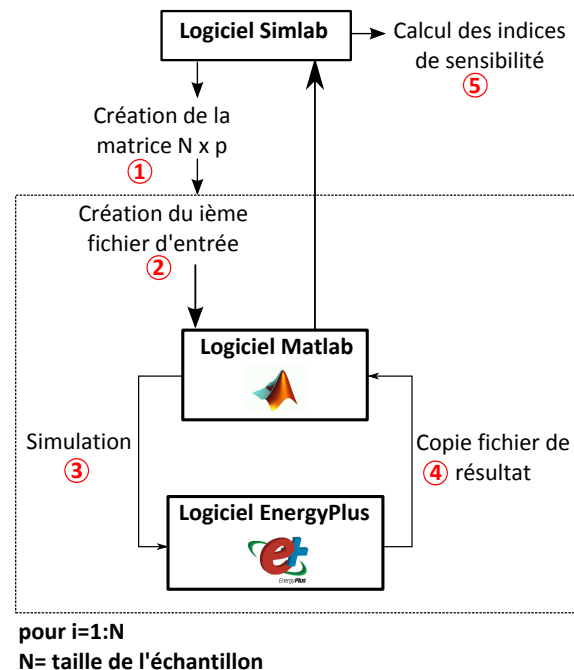 Logiciel Simlab
Calcul des indices
de sensibilité
⑤
Création de la
matrice N x p
①
Création du ième
fichier d'entrée
②
Logiciel Matlab
Simulation
③
Copie fichier de
④ résultat
Logiciel EnergyPlus
e+
EnergyPlus
pour i=1:N
N= taille de l'échantillon